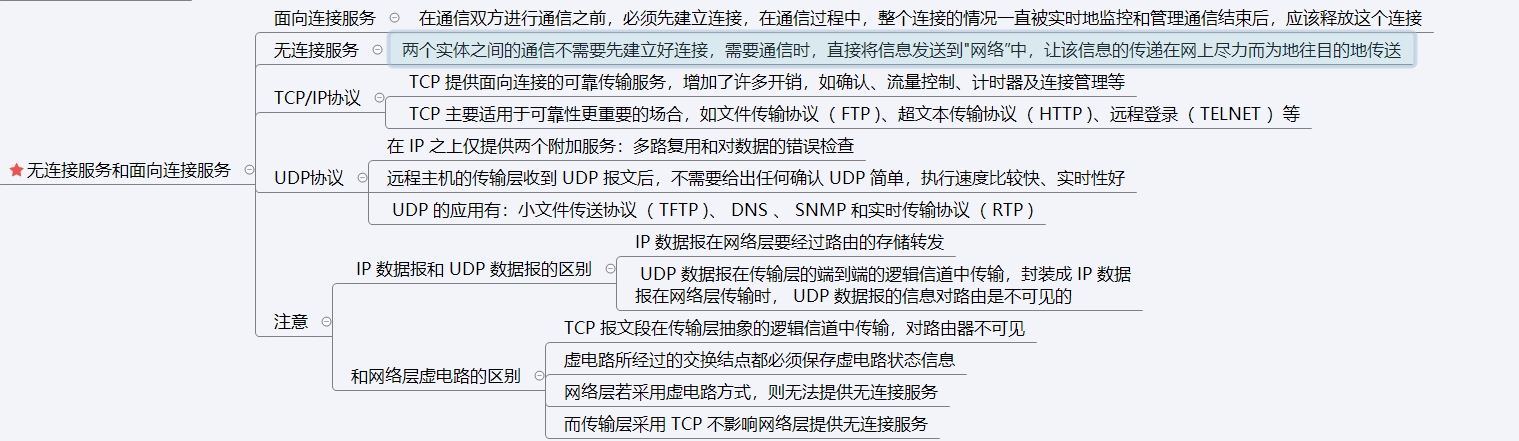 面向连接服务
在通信双方进行通信之前，必须先建立连接，在通信过程中，整个连接的情况一直被实时地监控和管理通信结束后，应该释放这个连接
无连接服务
两个实体之间的通信不需要先建立好连接，需要通信时，直接将信息发送到"网络”中，让该信息的传递在网上尽力而为地往目的地传送
TCP/IP协议
TCP 提供面向连接的可靠传输服务，增加了许多开销，如确认、流量控制、计时器及连接管理等
TCP 主要适用于可靠性更重要的场合，如文件传输协议（ FTP )、超文本传输协议（ HTTP )、远程登录（ TELNET ）等
无连接服务和面向连接服务
UDP协议
在 IP 之上仅提供两个附加服务：多路复用和对数据的错误检查
远程主机的传输层收到 UDP 报文后，不需要给出任何确认 UDP 简单，执行速度比较快、实时性好
UDP 的应用有：小文件传送协议（ TFTP )、 DNS 、 SNMP 和实时传输协议（ RTP ）
注意
IP 数据报和 UDP 数据报的区别
IP 数据报在网络层要经过路由的存储转发
UDP 数据报在传输层的端到端的逻辑信道中传输，封装成 IP 数据
报在网络层传输时， UDP 数据报的信息对路由是不可见的
和网络层虚电路的区别
TCP 报文段在传输层抽象的逻辑信道中传输，对路由器不可见
虚电路所经过的交换结点都必须保存虚电路状态信息
网络层若采用虚电路方式，则无法提供无连接服务
而传输层采用 TCP 不影响网络层提供无连接服务